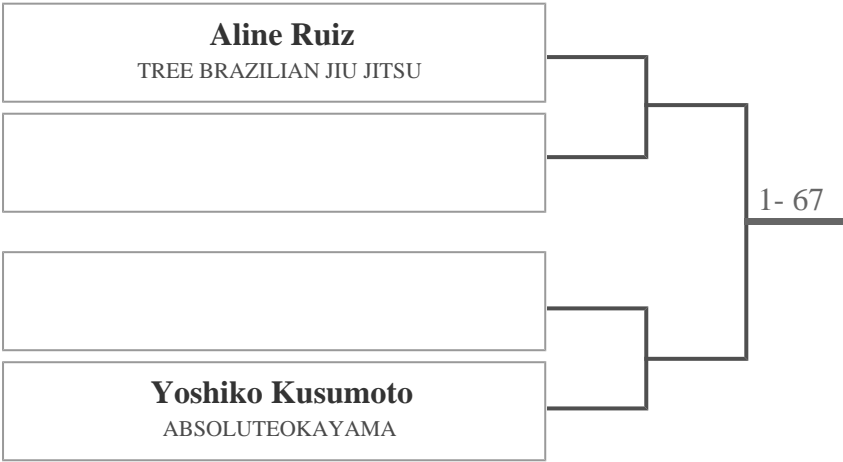 Aline Ruiz
TREE BRAZILIAN JIU JITSU
1- 67
Yoshiko Kusumoto
ABSOLUTEOKAYAMA